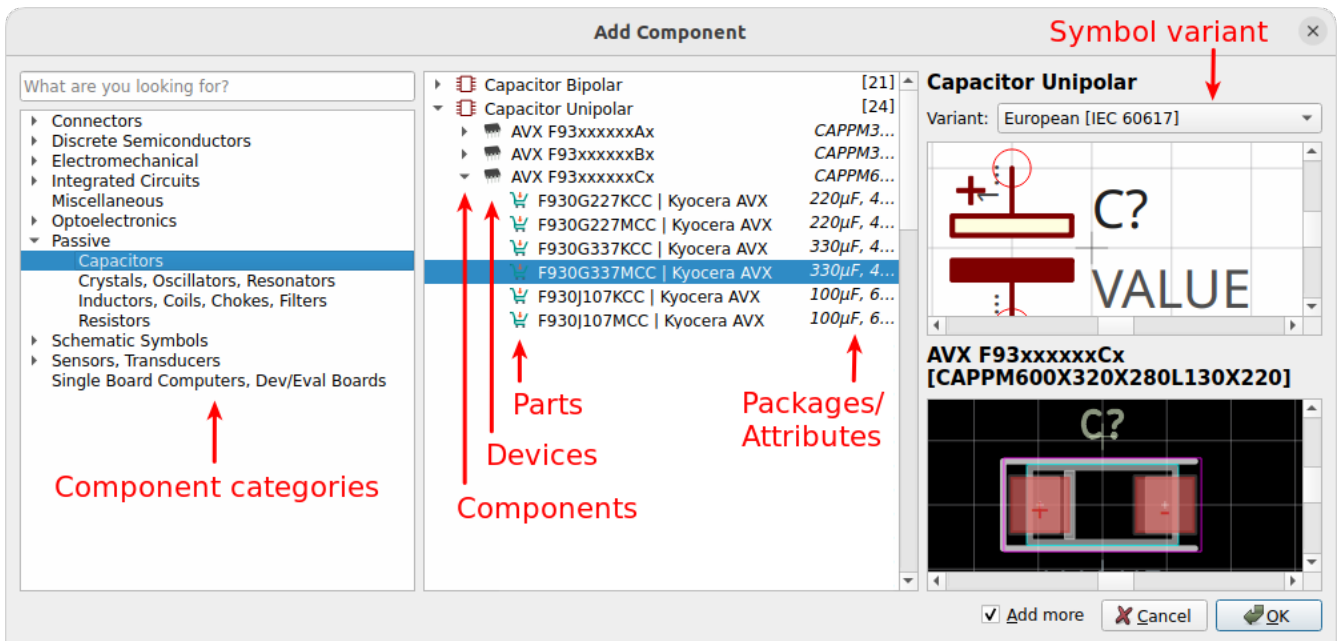 Add Component
Symbol variant
What are you looking for?
Connectors
Discrete Semiconductors
Electromechanical
Integrated Circuits
Miscellaneous
Optoelectronics
Passive
Capacitors
Crystals, Oscillators, Resonators
Inductors, Coils, Chokes, Filters
Resistors
Schematic Symbols
Sensors, Transducers
Single Board Computers, Dev/Eval Boards
Component categories
Capacitor Bipolar [21]
Capacitor Unipolar [24]
AVX F93xxxxxxAx CAPPM3...
AVX F93xxxxxxBx CAPPM3...
AVX F93xxxxxxCx CAPPM6...
F930G227KCC | Kyocera AVX 220µF, 4...
F930G227MCC | Kyocera AVX 220µF, 4...
F930G337KCC | Kyocera AVX 330µF, 4...
F930G337MCC | Kyocera AVX 330µF, 4...
F930J107KCC | Kyocera AVX 100µF, 6...
F930J107MCC | Kyocera AVX 100µF, 6...
Parts
Devices
Components
Packages/
Attributes
Capacitor Unipolar
Variant: European [IEC 60617]
+
C?
VALUE
AVX F93xxxxxxCx
[CAPPM600X320X280L130X220]
C?
+ -
Add more Cancel OK